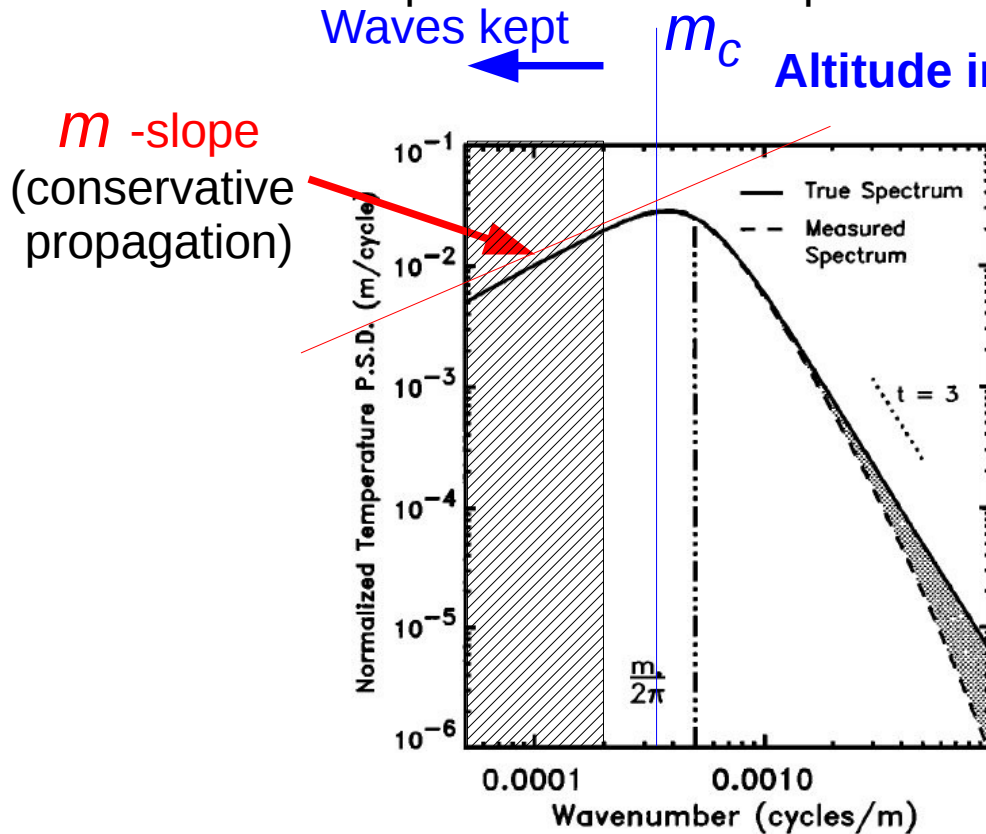 Waves kept
m_c
Altitude in
m -slope
(conservative
propagation)
True Spectrum
Measured
Spectrum
t = 3
m*
2π
10^-1
10^-2
10^-3
10^-4
10^-5
10^-6
Normalized Temperature P.S.D. (m/cycle)
0.0001
0.0010
Wavenumber (cycles/m)